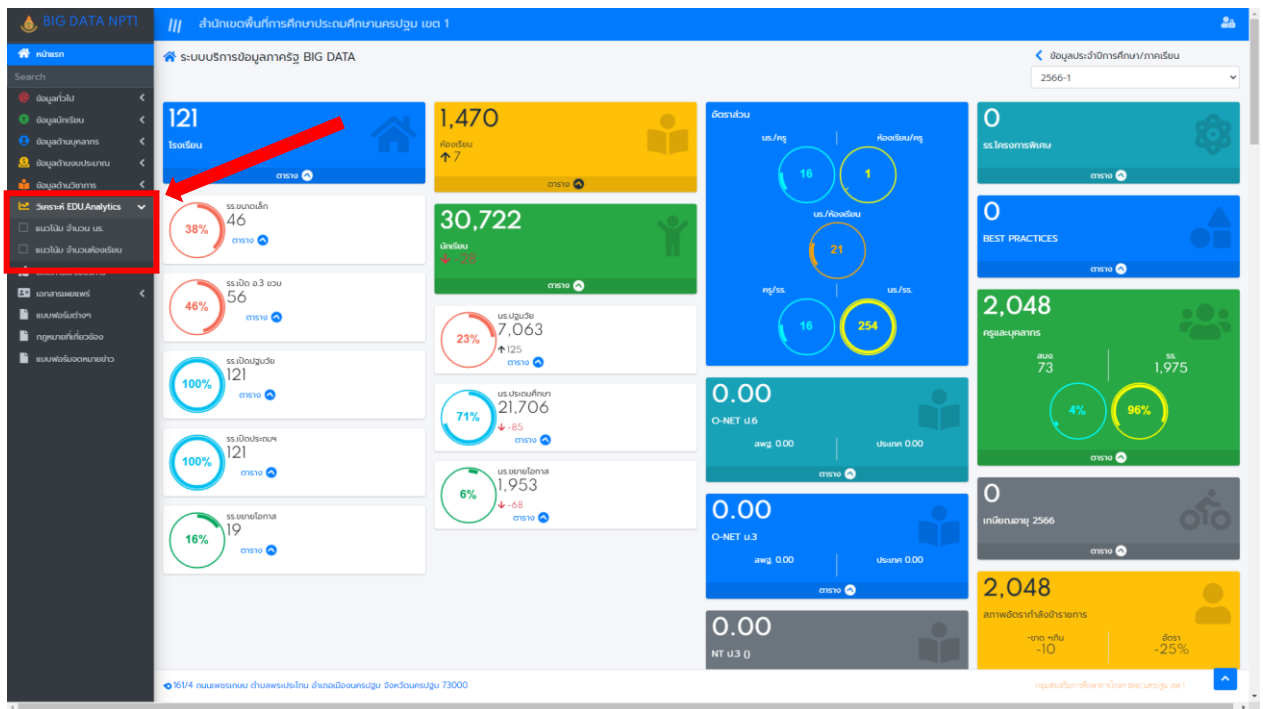 BIG DATA NPT1
สำนักเขตพื้นที่การศึกษาประถมศึกษานครปฐม เขต 1
หน้าแรก
Search
ข้อมูลทั่วไป
ข้อมูลนักเรียน
ข้อมูลด้านบุคลากร
ข้อมูลด้านงบประมาณ
ข้อมูลด้านวิชาการ
วิเคราะห์ EDU.Analytics
แนวโน้ม จำนวน นร.
แนวโน้ม จำนวนห้องเรียน
เอกสารเผยแพร่
แบบฟอร์มต่างๆ
กฎหมายที่เกี่ยวข้อง
แบบฟอร์มจดหมายข่าว
ระบบบริการข้อมูลภาครัฐ BIG DATA
ข้อมูลประจำปีการศึกษา/ภาคเรียน
2566-1
121
โรงเรียน
ตาราง
38%
รร.ขนาดเล็ก
46
ตาราง
46%
รร.เปิด อ.3 ขวบ
56
ตาราง
100%
รร.เปิดปฐมวัย
121
ตาราง
100%
รร.เปิดประถมฯ
121
ตาราง
16%
รร.ขยายโอกาส
19
ตาราง
1,470
ห้องเรียน
7
ตาราง
30,722
นักเรียน
-28
ตาราง
23%
นร.ปฐมวัย
7,063
125
ตาราง
71%
นร.ประถมศึกษา
21,706
-85
ตาราง
6%
นร.ขยายโอกาส
1,953
-68
ตาราง
อัตราส่วน
นร./ครู ห้องเรียน/ครู
16 1
นร./ห้องเรียน
21
ครู/รร. นร./รร.
16 254
0.00
O-NET ป.6
สพฐ. 0.00 ประเทศ 0.00
ตาราง
0.00
O-NET ม.3
สพฐ. 0.00 ประเทศ 0.00
ตาราง
0.00
NT ป.3 ()
0
รร.โครงการพิเศษ
ตาราง
0
BEST PRACTICES
ตาราง
2,048
ครูและบุคลากร
สนง. รร.
73 1,975
4% 96%
ตาราง
0
เกษียณอายุ 2566
ตาราง
2,048
สภาพอัตรากำลังข้าราชการ
-ขาด +เกิน อัตรา
-10 -25%
161/4 ถนนเพชรเกษม ตำบลพระประโทน อำเภอเมืองนครปฐม จังหวัดนครปฐม 73000